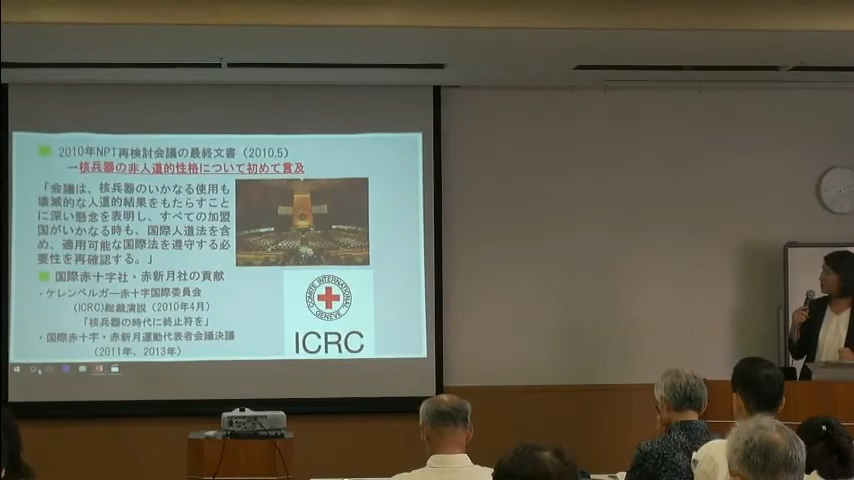 2010年NPT再検討会議の最終文書（2010.5）
→核兵器の非人道的性格について初めて言及
「会議は、核兵器のいかなる使用も
壊滅的な人道的結果をもたらすこと
に深い懸念を表明し、すべての加盟
国がいかなる時も、国際人道法を含
め、適用可能な国際法を遵守する必
要性を再確認する。」
国際赤十字社・赤新月社の貢献
・ケレンベルガー赤十字国際委員会
（ICRC）総裁演説（2010年4月）
「核兵器の時代に終止符を」
・国際赤十字・赤新月運動代表者会議決議
（2011年、2013年）
COMITE INTERNATIONAL
GENEVE
ICRC